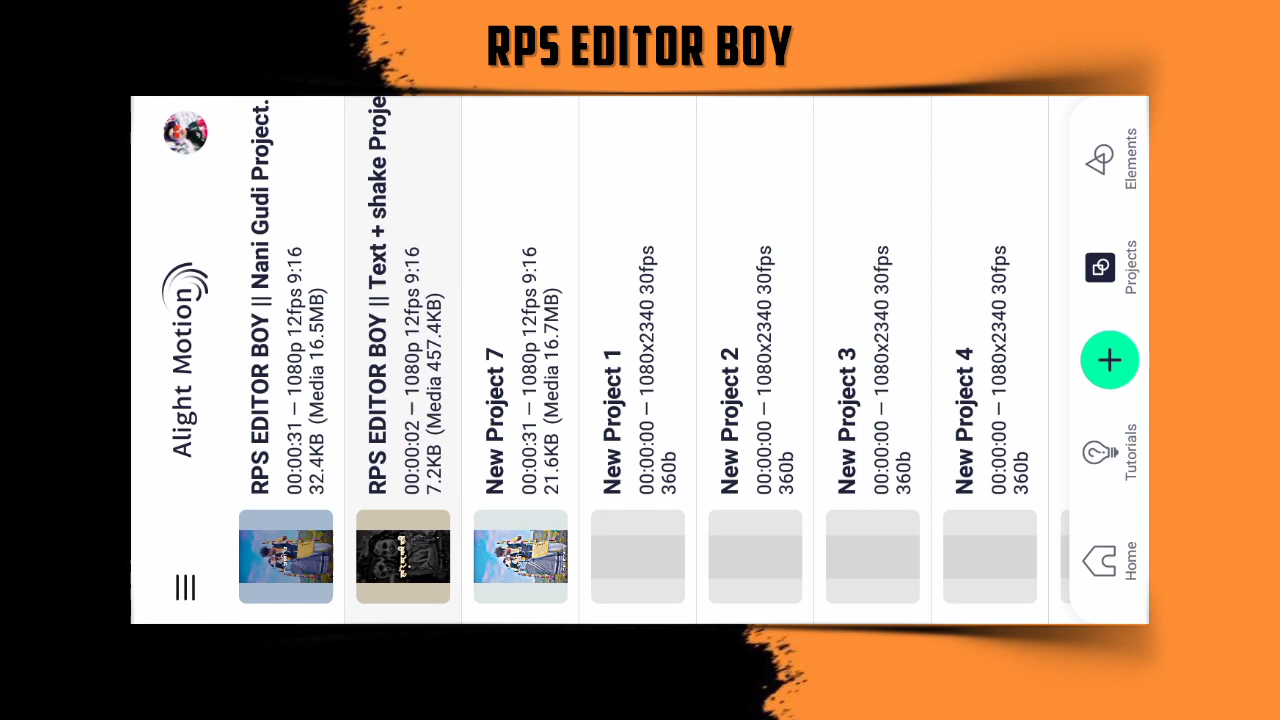 RPS EDITOR BOY
Alight Motion
RPS EDITOR BOY || Nani Gudi Project.
00:00:31 — 1080p 12fps 9:16
32.4KB (Media 16.5MB)
RPS EDITOR BOY || Text + shake Proje
00:00:02 — 1080p 12fps 9:16
7.2KB (Media 457.4KB)
New Project 7
00:00:31 — 1080p 12fps 9:16
21.6KB (Media 16.7MB)
New Project 1
00:00:00 — 1080x2340 30fps
360b
New Project 2
00:00:00 — 1080x2340 30fps
360b
New Project 3
00:00:00 — 1080x2340 30fps
360b
New Project 4
00:00:00 — 1080x2340 30fps
360b
Home
Tutorials
Projects
Elements